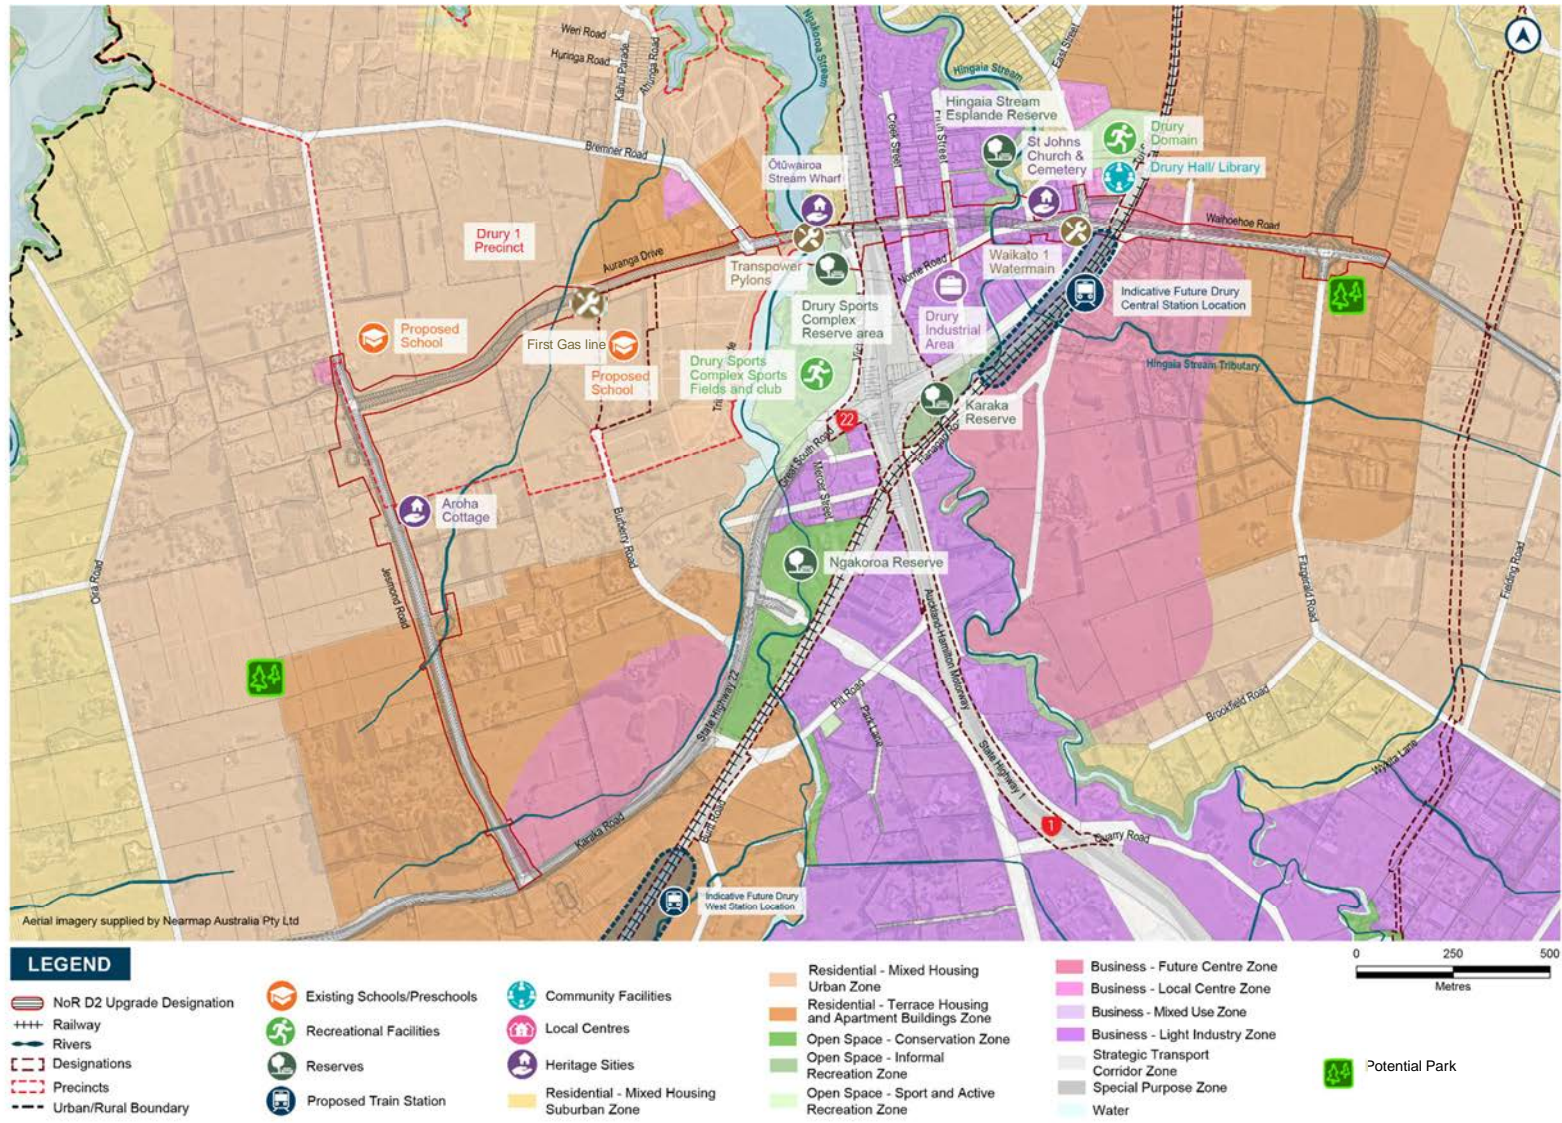 Weri Road
Huringa Road
Kahui Parade
Ahunga Road
Ngakoroa Stream
Hingaia Stream
East Street
Bremner Road
Creek Street
Hingaia Stream
Esplande Reserve
St Johns
Church &
Cemetery
Drury
Domain
Drury Hall/ Library
Ōtūwairoa
Stream Wharf
Drury 1
Precinct
Auranga Drive
Transpower
Pylons
Norrie Road
Waikato 1
Watermain
Waihoehoe Road
Indicative Future Drury
Central Station Location
Drury Sports
Complex
Reserve area
Drury
Industrial
Area
Proposed
School
First Gas line
Proposed
School
Drury Sports
Complex Sports
Fields and club
Hingaia Stream Tributary
Karaka
Reserve
22
Great South Road
Mercer Street
Aroha
Cottage
Burberry Road
Ngakoroa Reserve
Oira Road
Jesmond Road
Auckland-Hamilton Motorway
Fitzgerald Road
Fielding Road
State Highway 22
Pitt Road
Park Lane
Brookfield Road
State Highway 1
Wykita Lane
Karaka Road
Burtt Road
1
Quarry Road
Indicative Future Drury
West Station Location
Aerial imagery supplied by Nearmap Australia Pty Ltd
LEGEND
NoR D2 Upgrade Designation
Railway
Rivers
Designations
Precincts
Urban/Rural Boundary
Existing Schools/Preschools
Recreational Facilities
Reserves
Proposed Train Station
Community Facilities
Local Centres
Heritage Sities
Residential - Mixed Housing
Suburban Zone
Residential - Mixed Housing
Urban Zone
Residential - Terrace Housing
and Apartment Buildings Zone
Open Space - Conservation Zone
Open Space - Informal
Recreation Zone
Open Space - Sport and Active
Recreation Zone
Business - Future Centre Zone
Business - Local Centre Zone
Business - Mixed Use Zone
Business - Light Industry Zone
Strategic Transport
Corridor Zone
Special Purpose Zone
Water
0 250 500
Metres
Potential Park